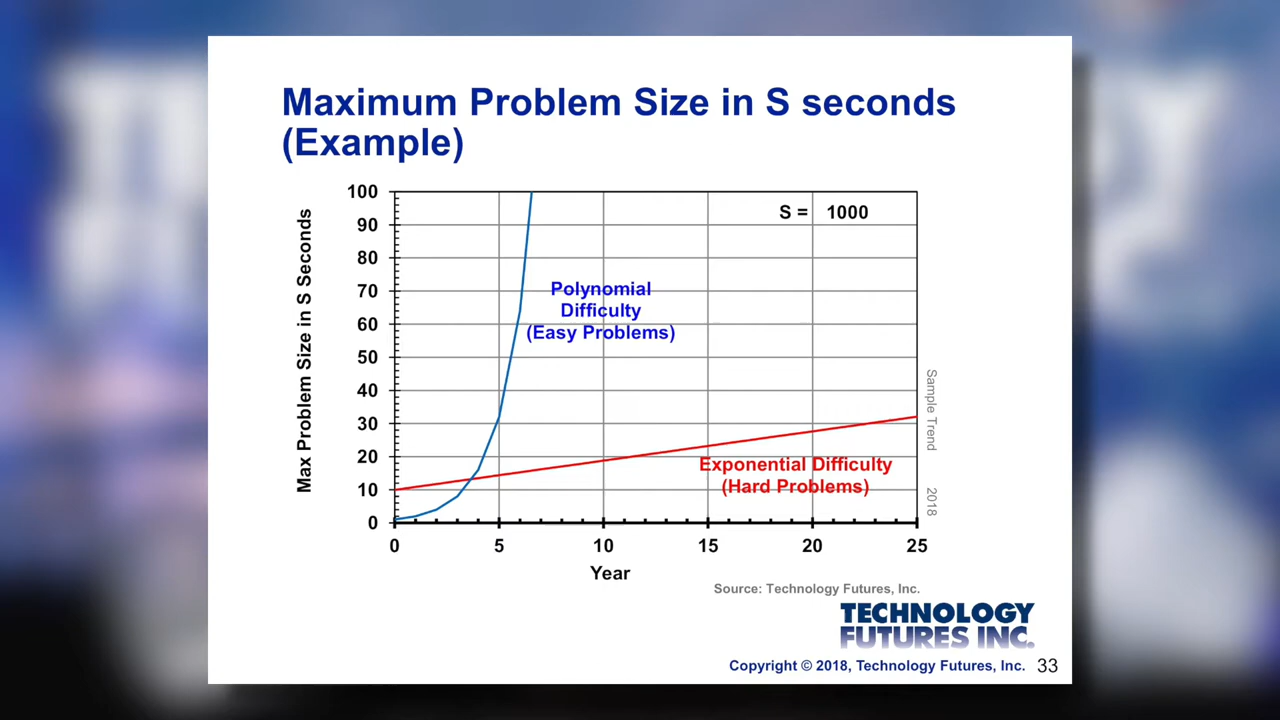 Maximum Problem Size in S seconds
(Example)
Max Problem Size in S Seconds
100
90
80
70
60
50
40
30
20
10
0
S = 1000
Polynomial
Difficulty
(Easy Problems)
Exponential Difficulty
(Hard Problems)
Sample Trend 2018
0 5 10 15 20 25
Year
Source: Technology Futures, Inc.
TECHNOLOGY
FUTURES INC.
Copyright © 2018, Technology Futures, Inc. 33